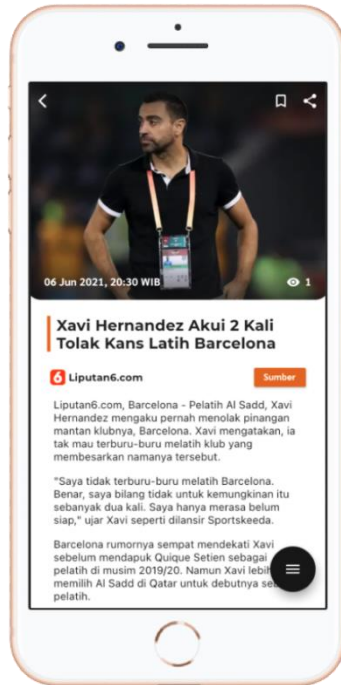 06 Jun 2021, 20:30 WIB
1
Xavi Hernandez Akui 2 Kali
Tolak Kans Latih Barcelona
6 Liputan6.com
Sumber
Liputan6.com, Barcelona - Pelatih Al Sadd, Xavi
Hernandez mengaku pernah menolak pinangan
mantan klubnya, Barcelona. Xavi mengatakan, ia
tak mau terburu-buru melatih klub yang
membesarkan namanya tersebut.
"Saya tidak terburu-buru melatih Barcelona.
Benar, saya bilang tidak untuk kemungkinan itu
sebanyak dua kali. Saya hanya merasa belum
siap," ujar Xavi seperti dilansir Sportskeeda.
Barcelona rumornya sempat mendekati Xavi
sebelum mendapuk Quique Setien sebagai
pelatih di musim 2019/20. Namun Xavi lebih
memilih Al Sadd di Qatar untuk debutnya
pelatih.